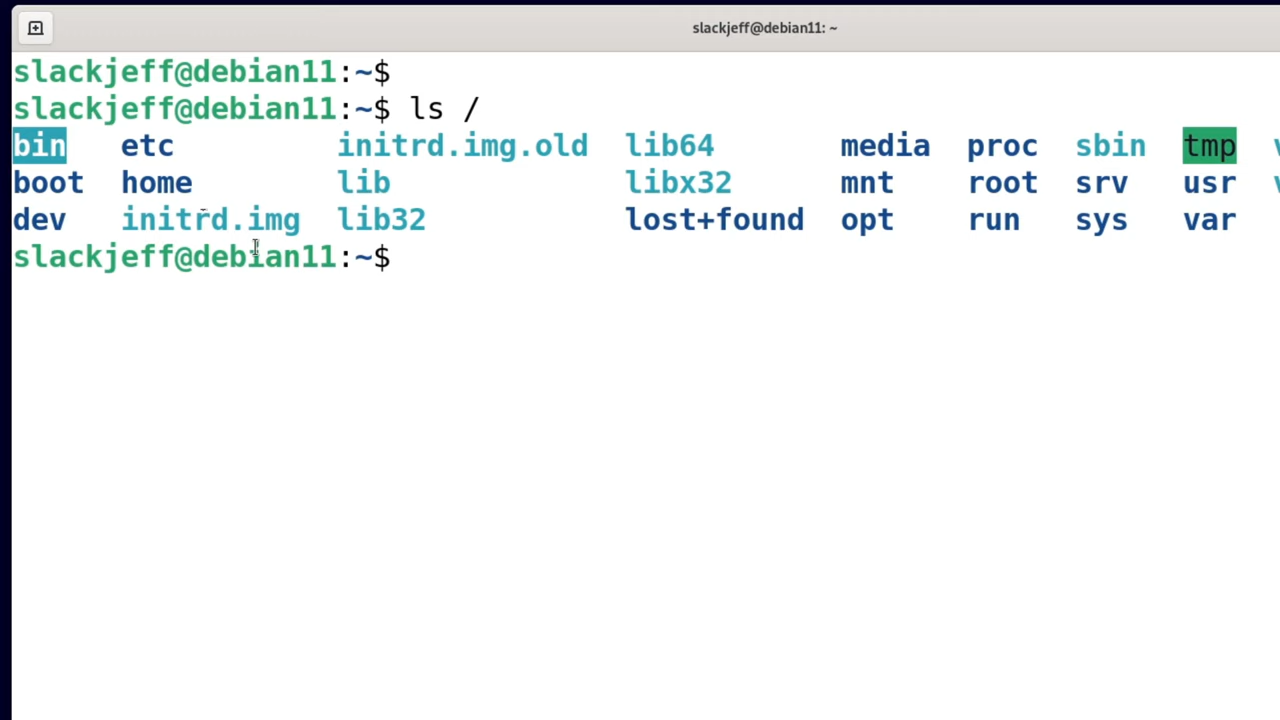 slackjeff@debian11: ~
slackjeff@debian11:~$
slackjeff@debian11:~$ ls /
bin etc initrd.img.old lib64 media proc sbin tmp
boot home lib libx32 mnt root srv usr
dev initrd.img lib32 lost+found opt run sys var
slackjeff@debian11:~$